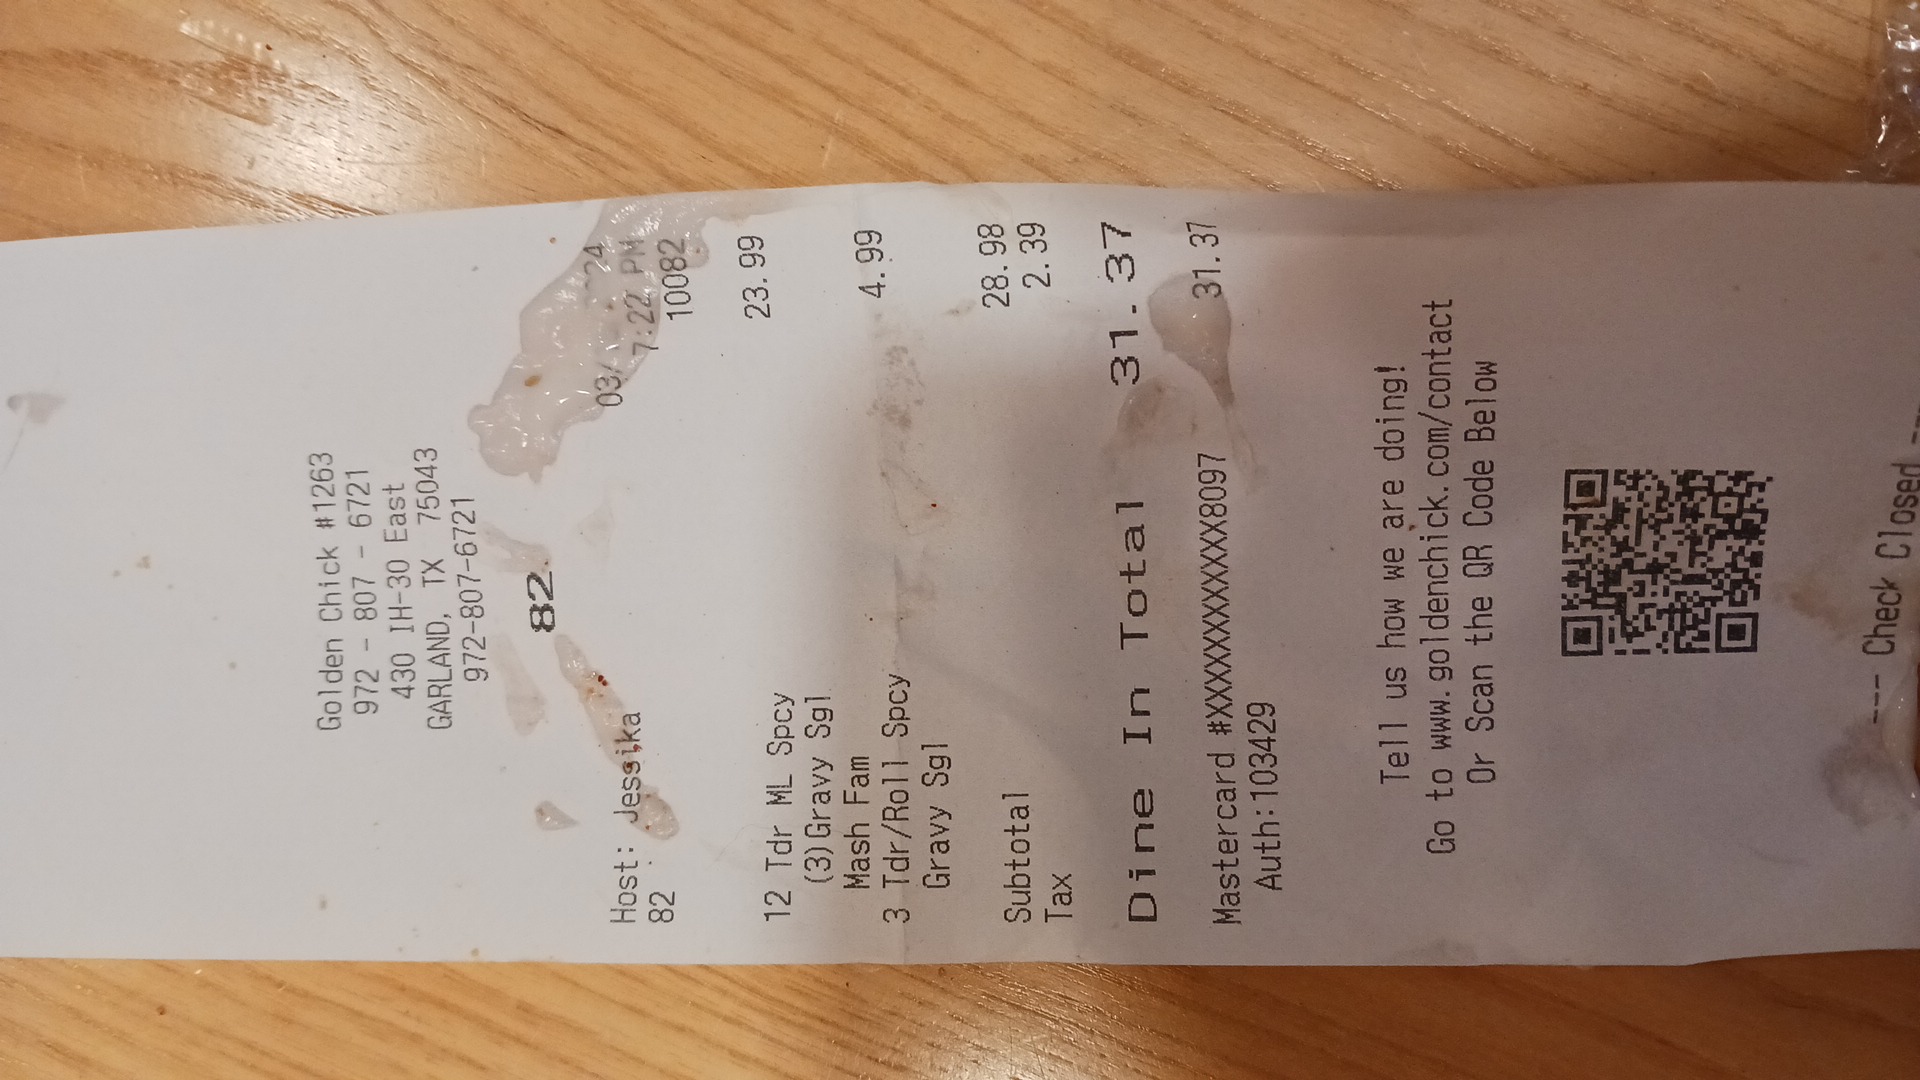 Golden Chick #1263
972 - 807 - 6721
430 IH-30 East
GARLAND, TX 75043
972-807-6721
82
Host: Jessika
82 7:22 PM
10082
12 Tdr ML Spcy 23.99
(3)Gravy Sgl
Mash Fam
3 Tdr/Roll Spcy 4.99
Gravy Sgl
Subtotal 28.98
Tax 2.39
Dine In Total 31.37
Mastercard #XXXXXXXXXXXX8097 31.37
Auth:103429
Tell us how we are doing!
Go to www.goldenchick.com/contact
Or Scan the QR Code Below
--- Check Closed ---